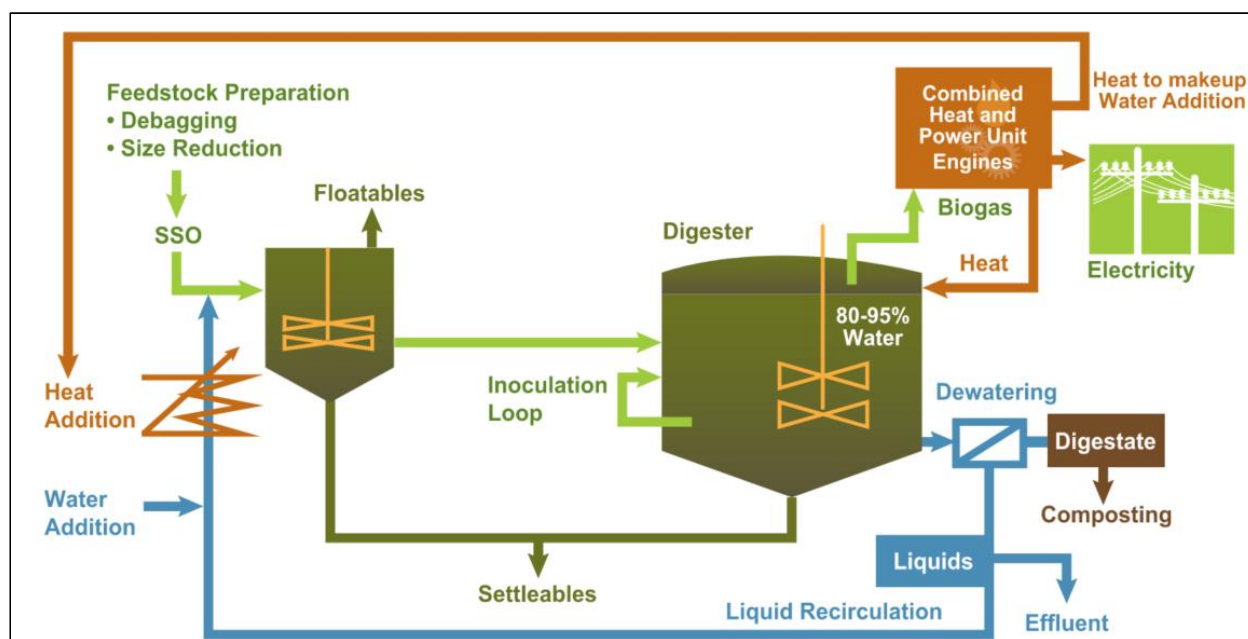 Feedstock Preparation
• Debagging
• Size Reduction
SSO
Floatables
Digester
Combined
Heat and
Power Unit
Engines
Heat to makeup
Water Addition
Biogas
Heat
Electricity
80-95%
Water
Inoculation
Loop
Heat
Addition
Water
Addition
Dewatering
Digestate
Composting
Settleables
Liquids
Liquid Recirculation
Effluent